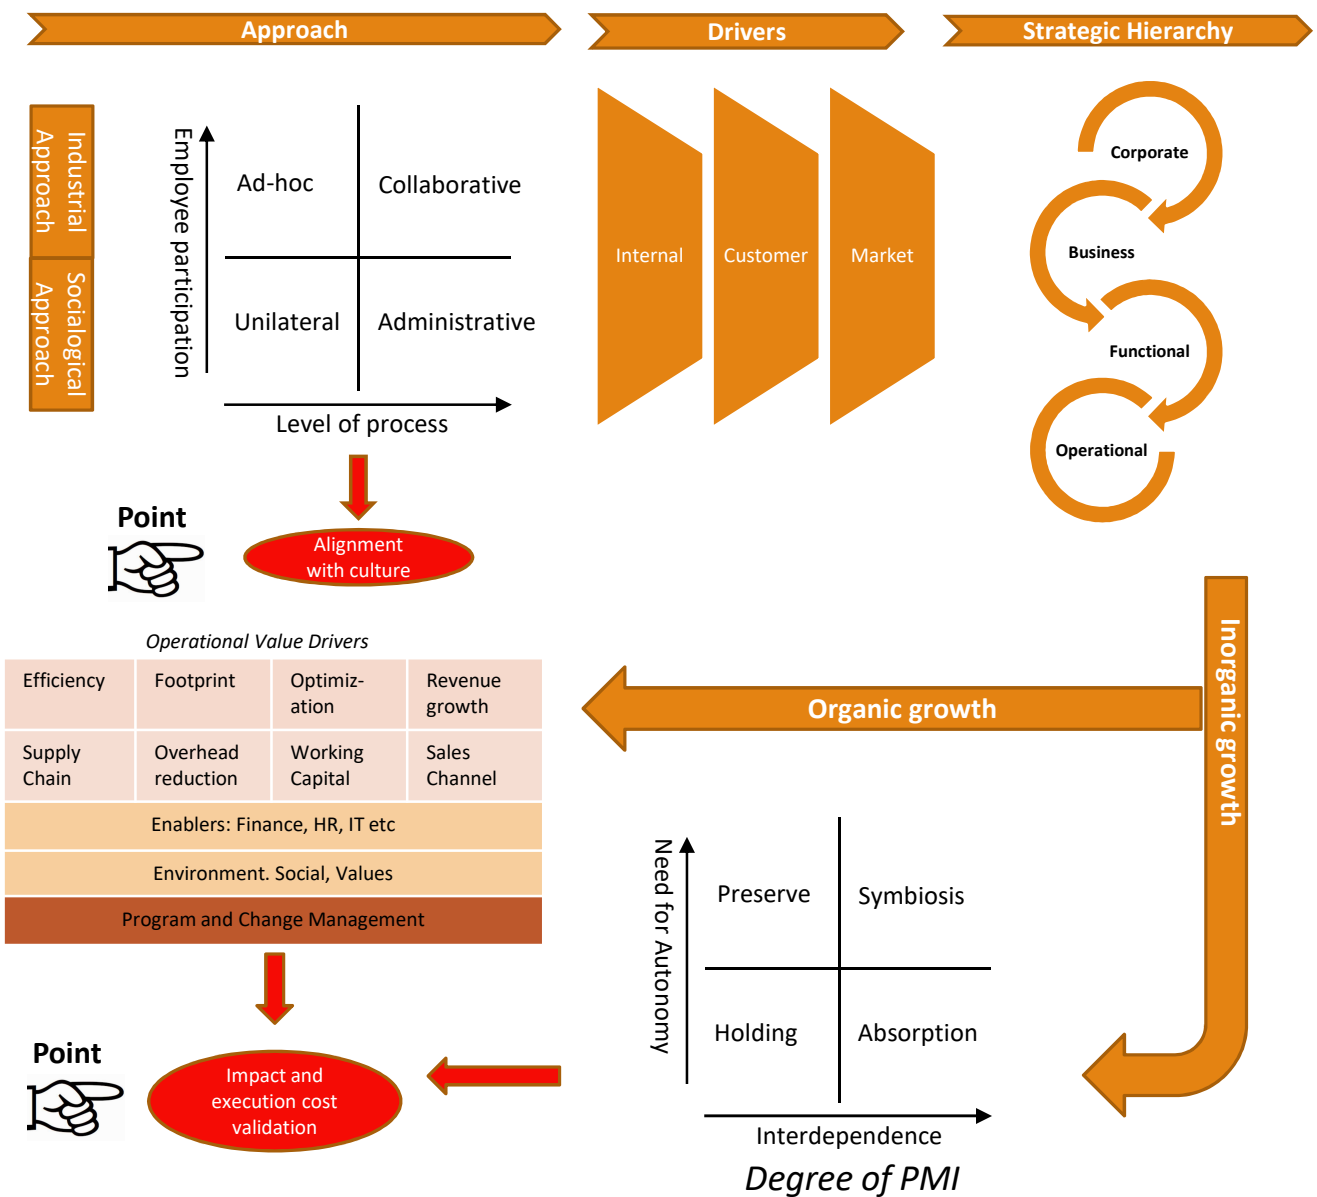 Approach
Drivers
Strategic Hierarchy
Industrial
Approach
Socialogical
Approach
Employee participation
Ad-hoc
Collaborative
Unilateral
Administrative
Level of process
Internal
Customer
Market
Corporate
Business
Functional
Operational
Point
Alignment
with culture
Operational Value Drivers
Efficiency
Footprint
Optimiz-
ation
Revenue
growth
Supply
Chain
Overhead
reduction
Working
Capital
Sales
Channel
Enablers: Finance, HR, IT etc
Environment. Social, Values
Program and Change Management
Organic growth
Inorganic growth
Need for Autonomy
Preserve
Symbiosis
Holding
Absorption
Interdependence
Degree of PMI
Point
Impact and
execution cost
validation